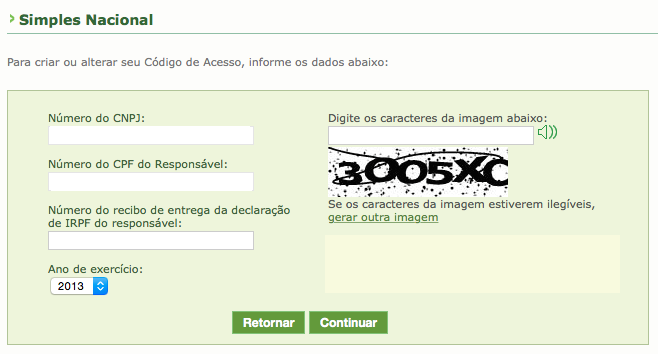 Simples Nacional
Para criar ou alterar seu Código de Acesso, informe os dados abaixo:
Número do CNPJ:
Número do CPF do Responsável:
Número do recibo de entrega da declaração
de IRPF do responsável:
Ano de exercício:
2013
Digite os caracteres da imagem abaixo:
Se os caracteres da imagem estiverem ilegíveis,
gerar outra imagem
Retornar Continuar